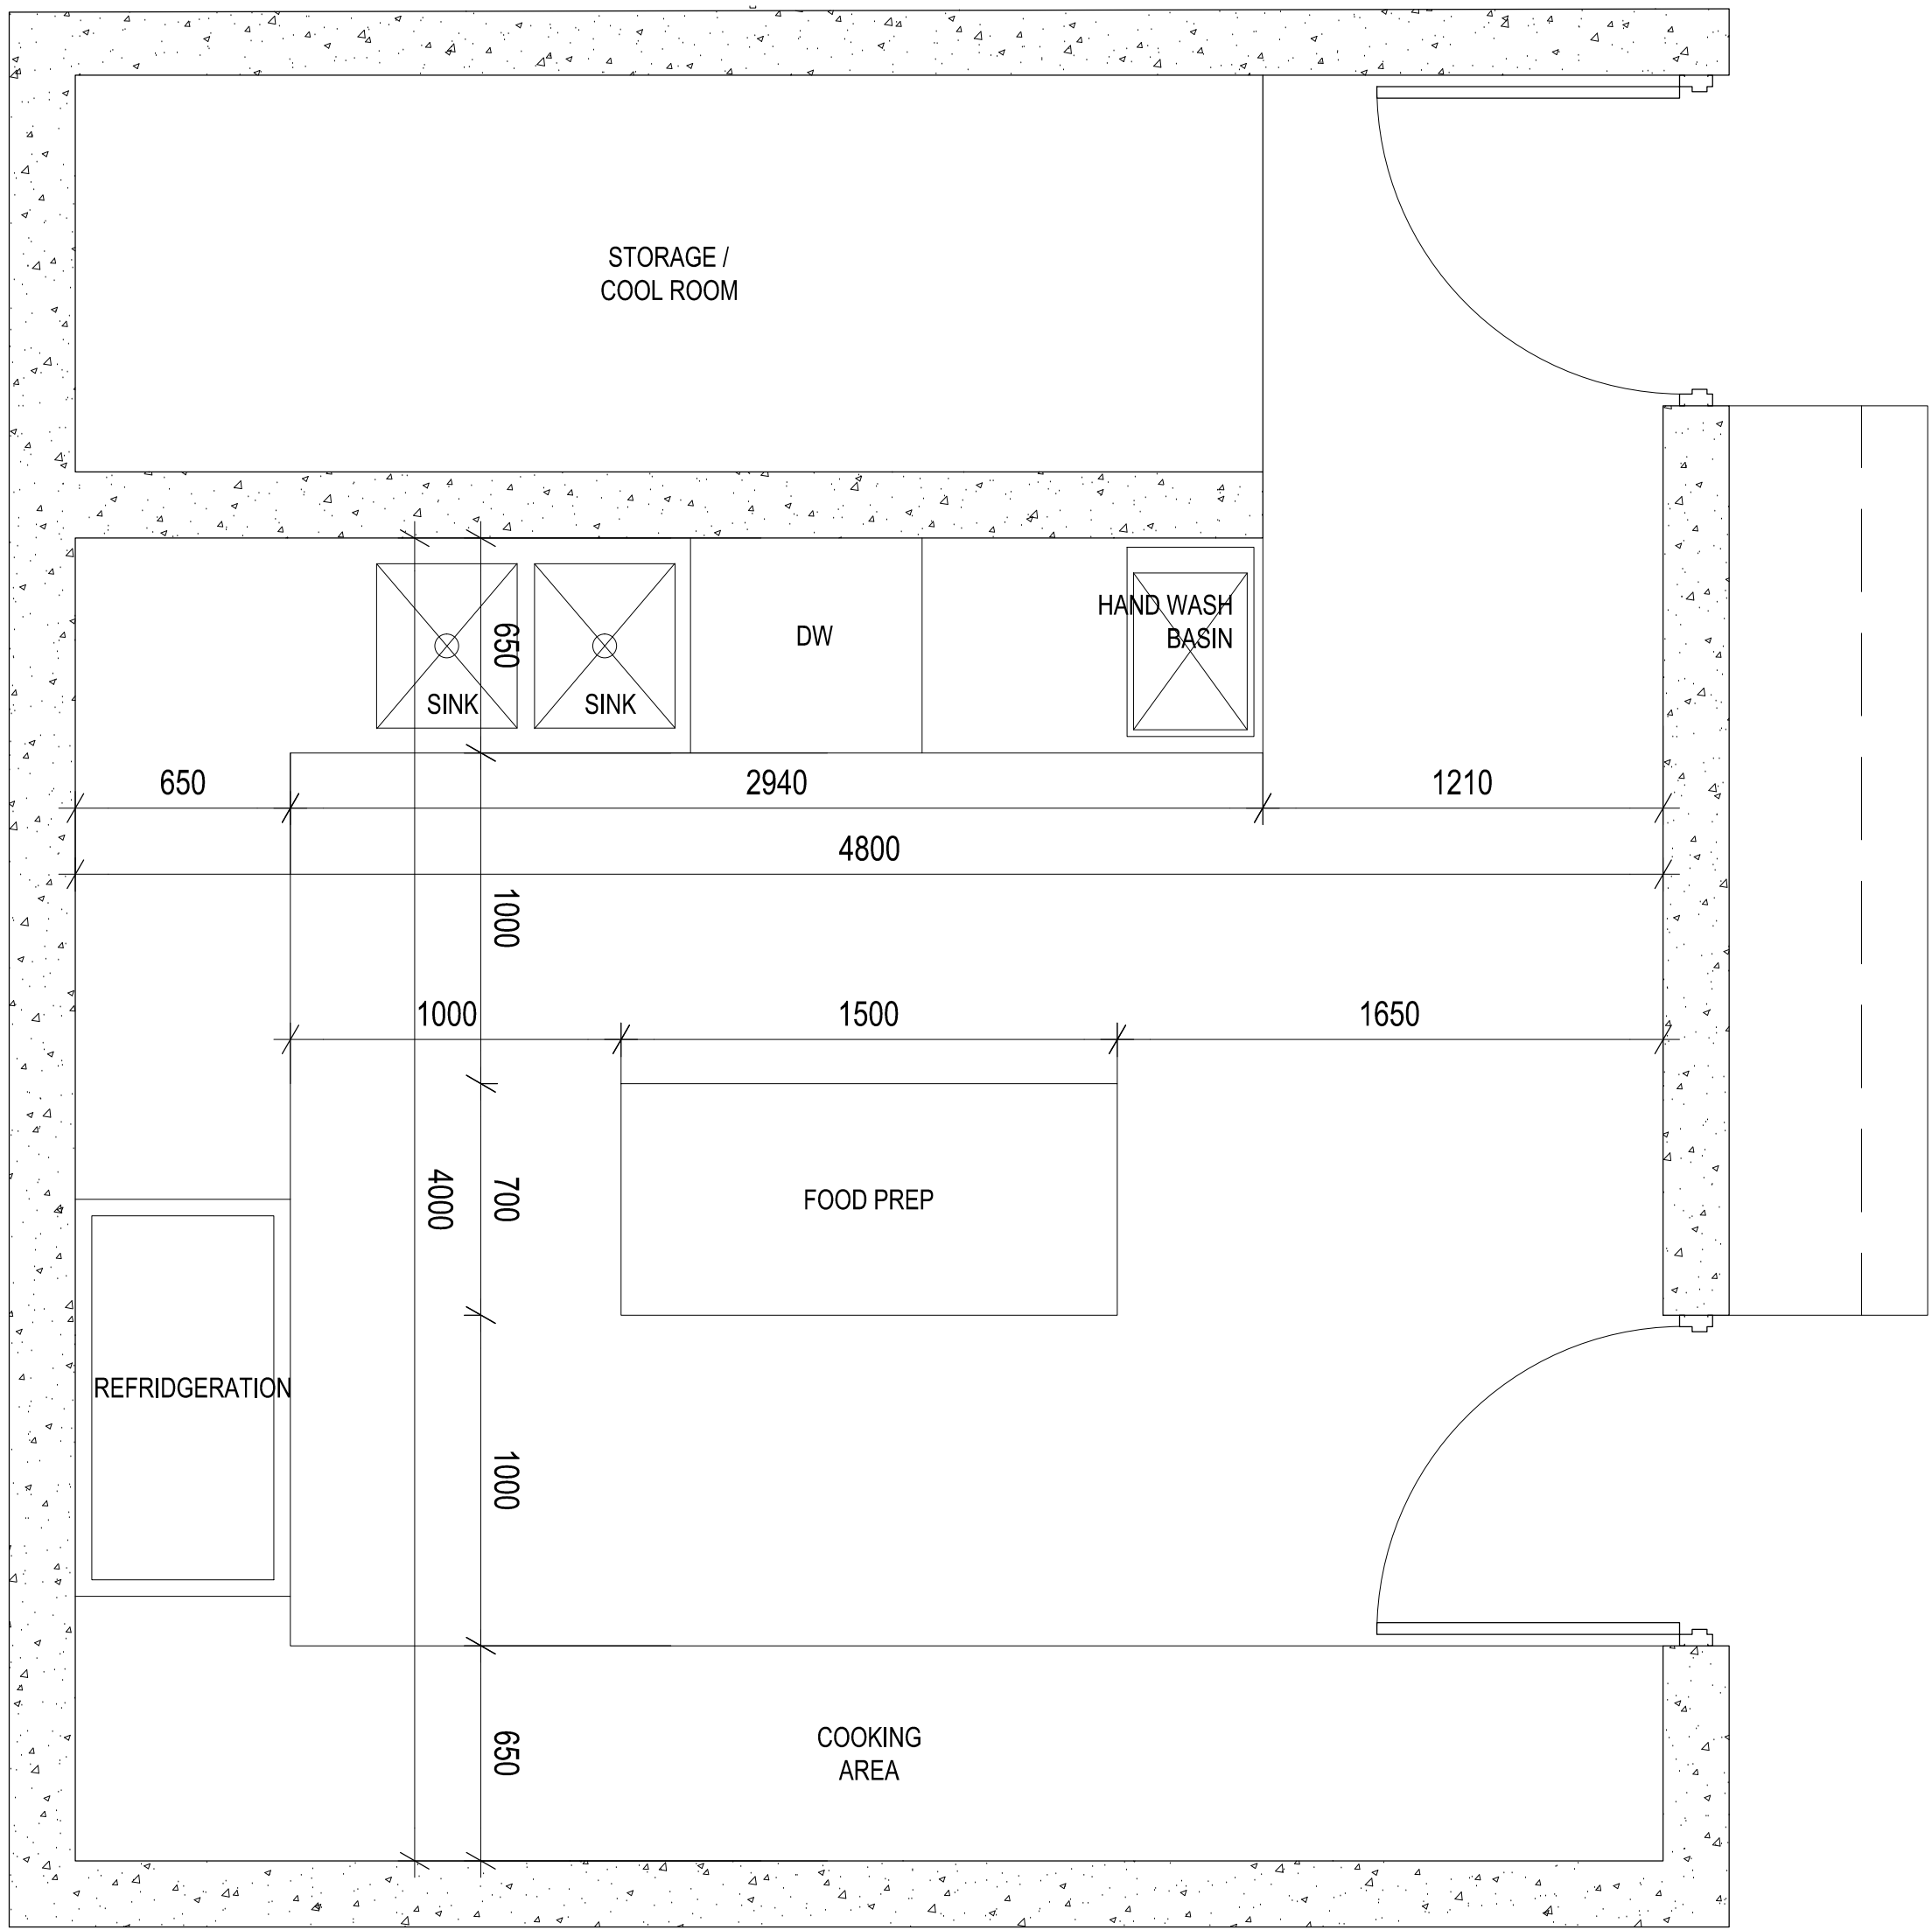 STORAGE /
COOL ROOM
HAND WASH
BASIN
650
DW
SINK
SINK
650
2940
1210
4800
1000
1000
1500
1650
4000
700
FOOD PREP
REFRIDGERATION
1000
650
COOKING
AREA